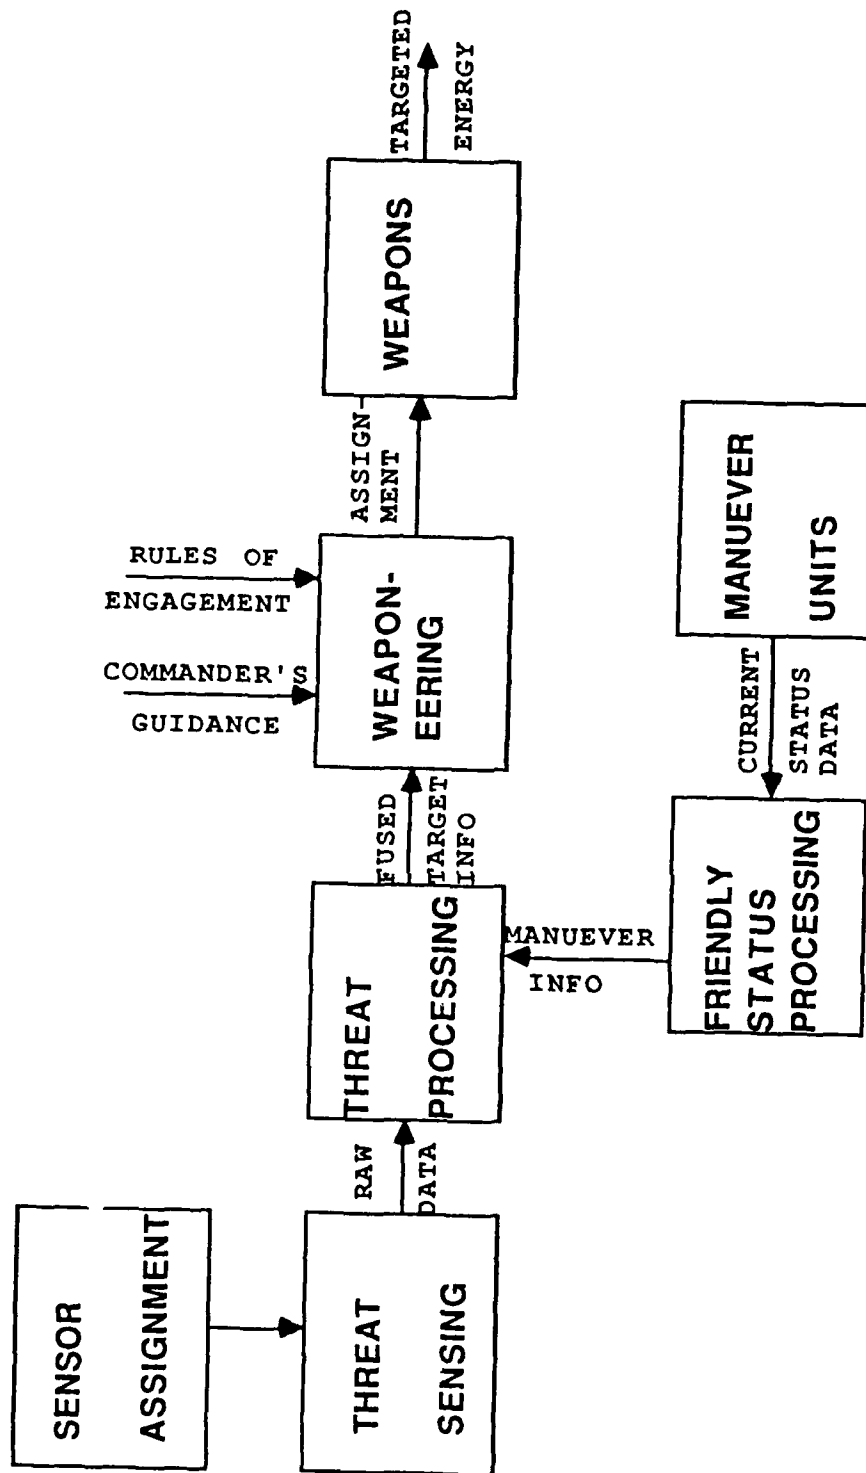 SENSOR
ASSIGNMENT
THREAT
SENSING
RAW
DATA
THREAT
PROCESSING
FUSED
TARGET
INFO
COMMANDER'S
GUIDANCE
RULES OF
ENGAGEMENT
WEAPON-
EERING
ASSIGN-
MENT
WEAPONS
TARGETED
ENERGY
MANUEVER
INFO
FRIENDLY
STATUS
PROCESSING
CURRENT
STATUS
DATA
MANUEVER
UNITS